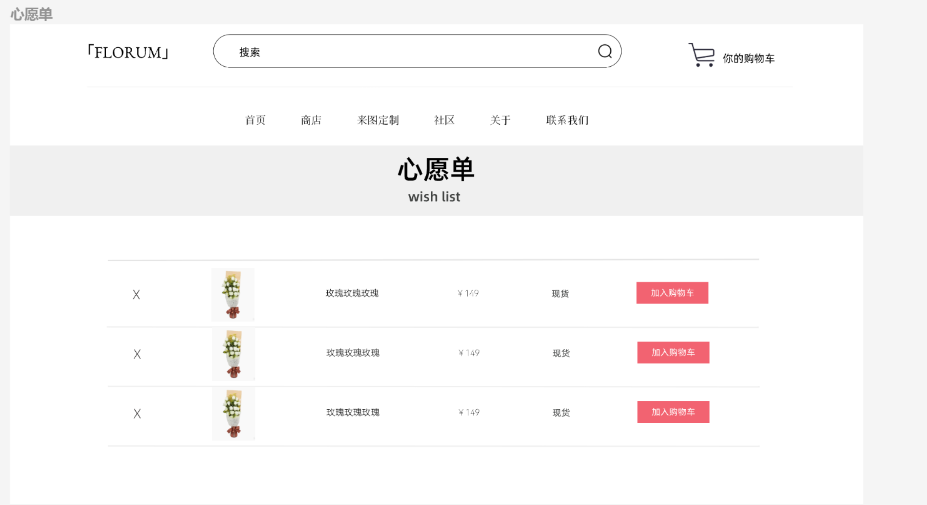 心愿单
「FLORUM」
搜索
你的购物车
首页 商店 来图定制 社区 关于 联系我们
心愿单
wish list
X 玫瑰玫瑰玫瑰 ¥ 149 现货 加入购物车
X 玫瑰玫瑰玫瑰 ¥ 149 现货 加入购物车
X 玫瑰玫瑰玫瑰 ¥ 149 现货 加入购物车